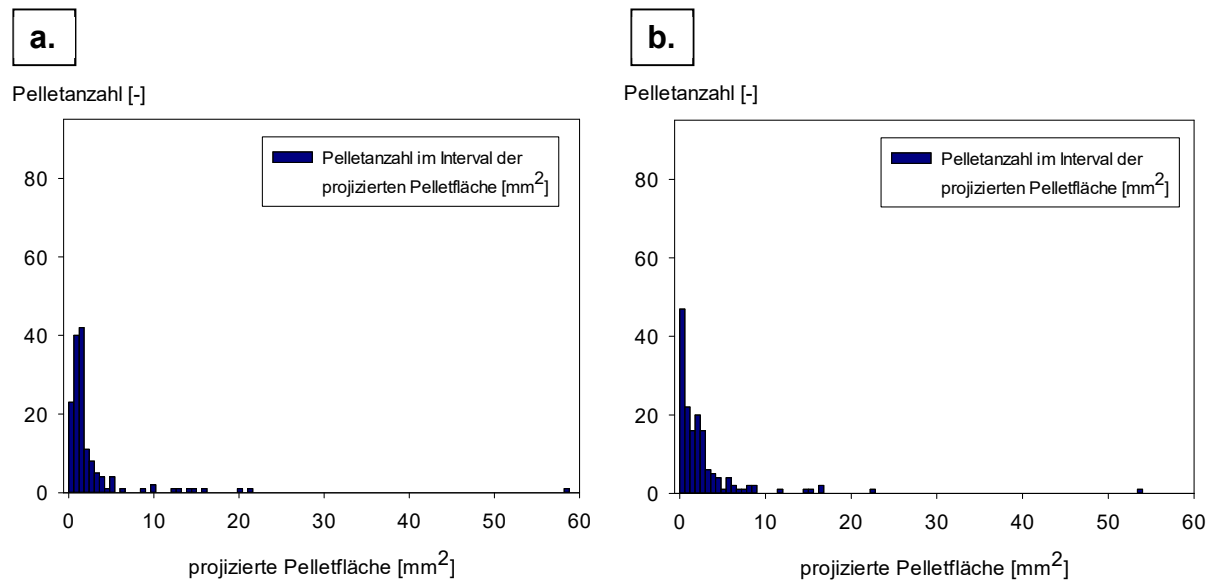 a.
Pelletanzahl [-]
80
60
40
20
0
0 10 20 30 40 50 60
Pelletanzahl im Interval der
projizierten Pelletfläche [mm²]
projizierte Pelletfläche [mm²]
b.
Pelletanzahl [-]
80
60
40
20
0
0 10 20 30 40 50 60
Pelletanzahl im Interval der
projizierten Pelletfläche [mm²]
projizierte Pelletfläche [mm²]